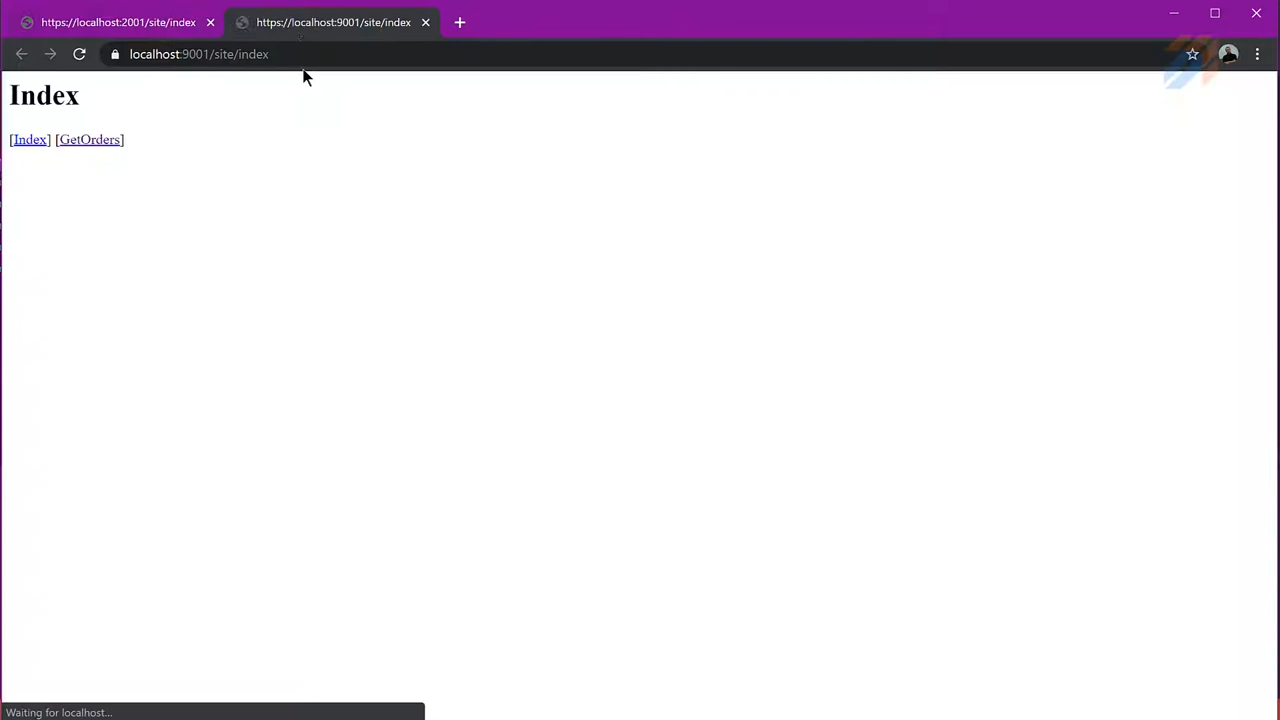 https://localhost:2001/site/index
https://localhost:9001/site/index
localhost:9001/site/index
Index
[Index] [GetOrders]
Waiting for localhost...